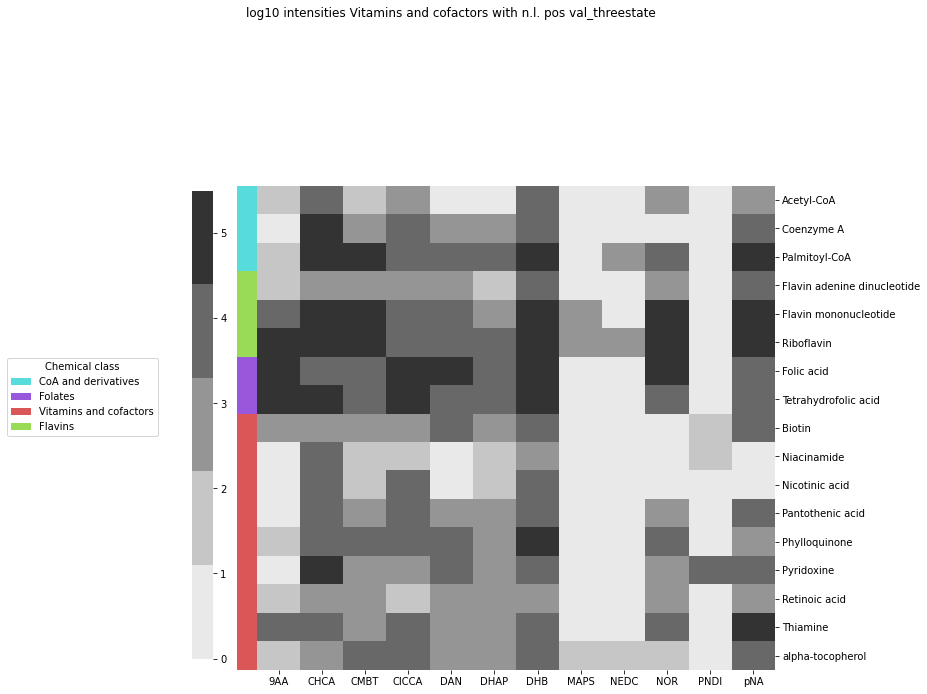 log10 intensities Vitamins and cofactors with n.l. pos val_threestate
5
4
3
2
1
0
Chemical class
CoA and derivatives
Folates
Vitamins and cofactors
Flavins
Acetyl-CoA
Coenzyme A
Palmitoyl-CoA
Flavin adenine dinucleotide
Flavin mononucleotide
Riboflavin
Folic acid
Tetrahydrofolic acid
Biotin
Niacinamide
Nicotinic acid
Pantothenic acid
Phylloquinone
Pyridoxine
Retinoic acid
Thiamine
alpha-tocopherol
9AA CHCA CMBT ClCCA DAN DHAP DHB MAPS NEDC NOR PNDI pNA